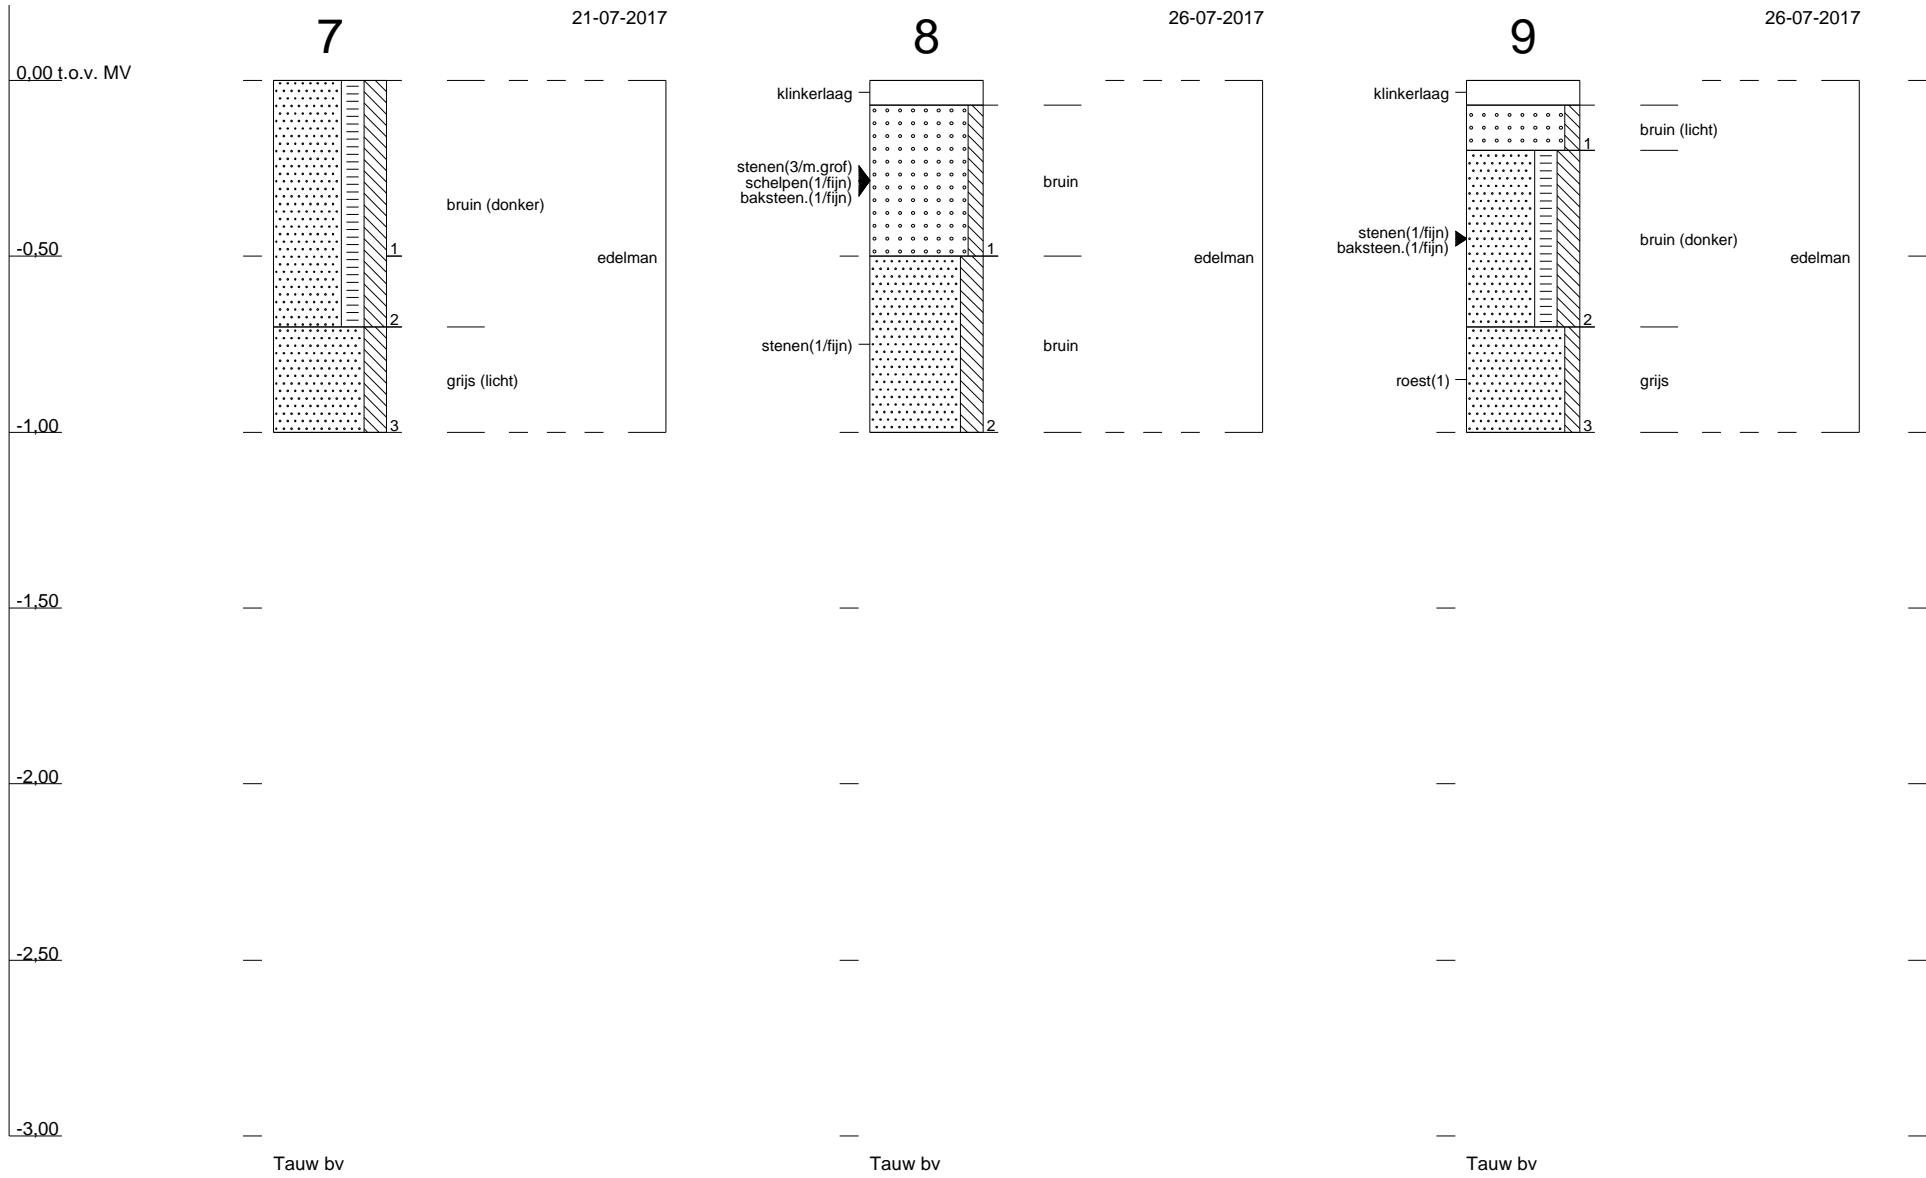 7
21-07-2017
8
26-07-2017
9
26-07-2017
0,00 t.o.v. MV
-0,50
-1,00
-1,50
-2,00
-2,50
-3,00
bruin (donker)
1
edelman
2
grijs (licht)
3
Tauw bv
klinkerlaag
stenen(3/m.grof)
schelpen(1/fijn)
baksteen.(1/fijn)
bruin
1
edelman
stenen(1/fijn)
bruin
2
Tauw bv
klinkerlaag
bruin (licht)
1
stenen(1/fijn)
baksteen.(1/fijn)
bruin (donker)
edelman
2
roest(1)
grijs
3
Tauw bv